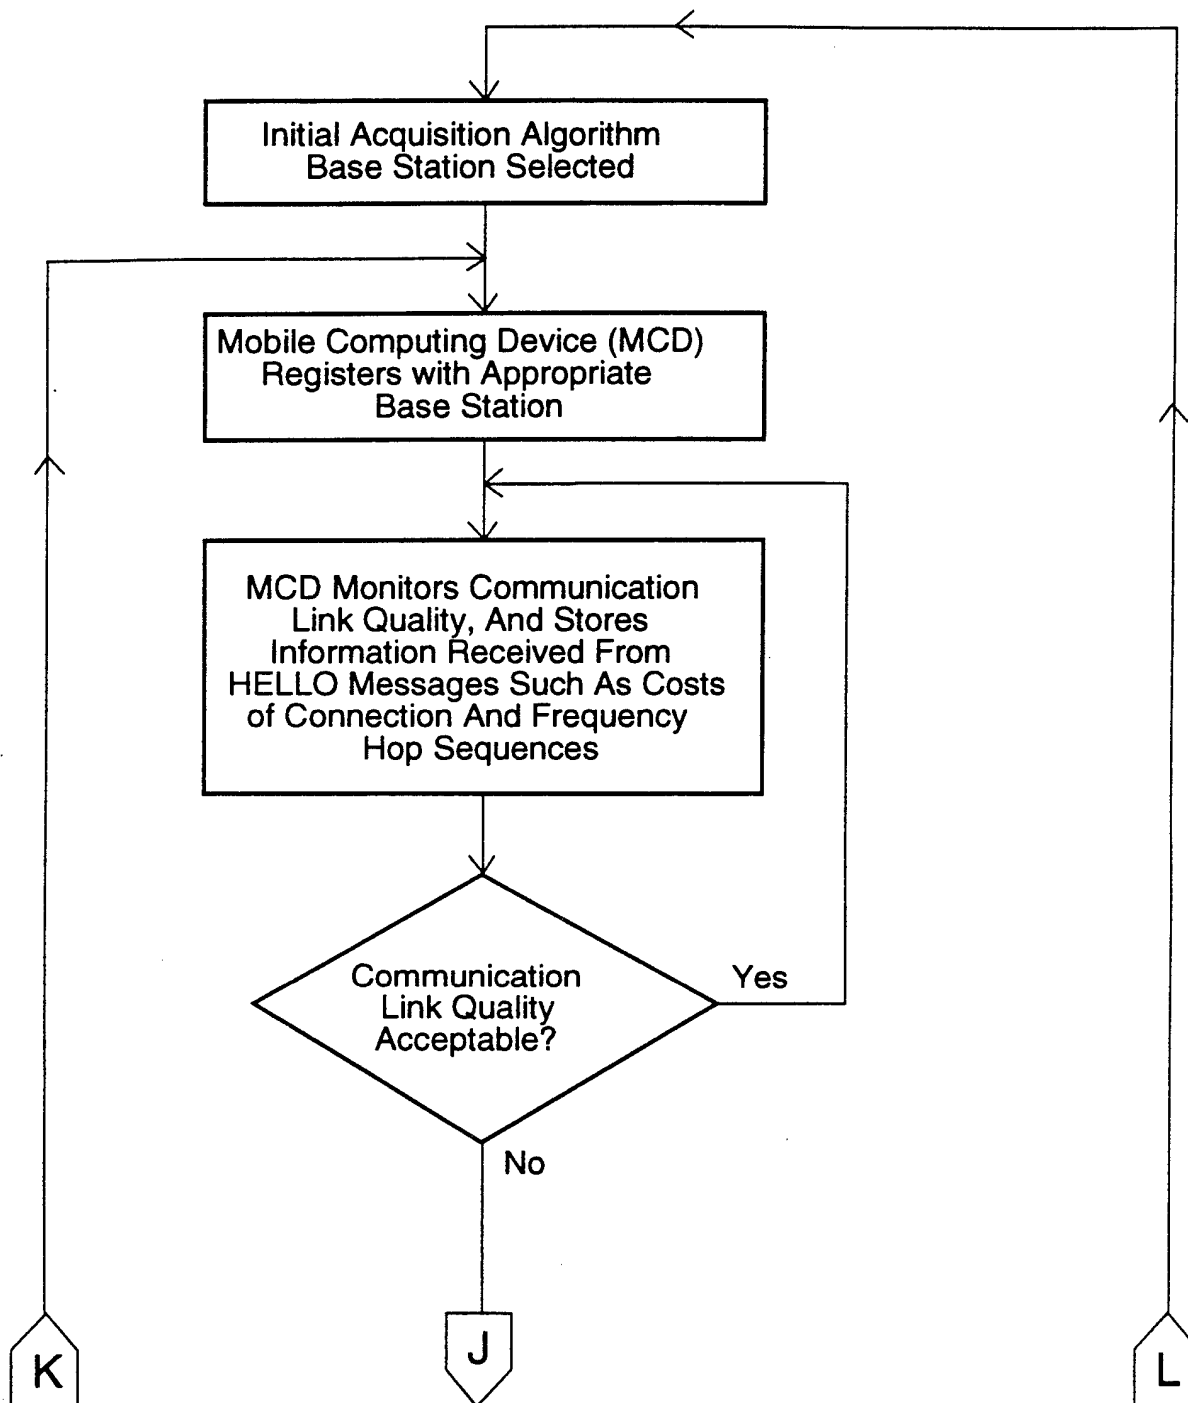 Initial Acquisition Algorithm
Base Station Selected
Mobile Computing Device (MCD)
Registers with Appropriate
Base Station
MCD Monitors Communication
Link Quality, And Stores
Information Received From
HELLO Messages Such As Costs
of Connection And Frequency
Hop Sequences
Communication
Link Quality
Acceptable?
Yes
No
K
J
L